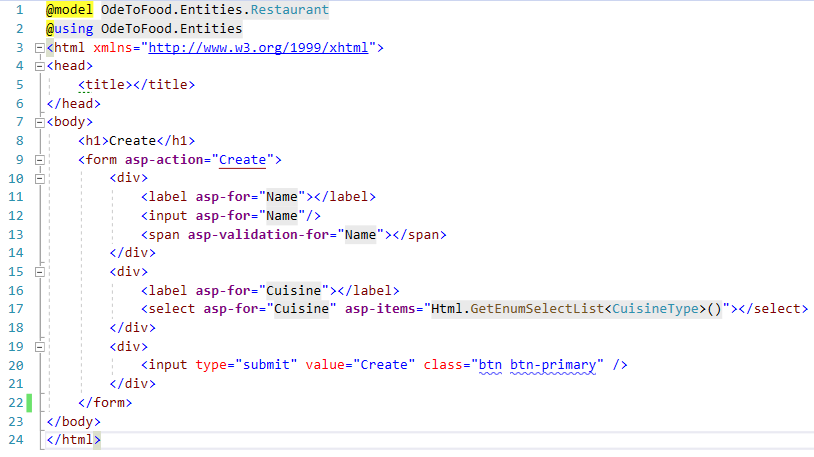 1 @model OdeToFood.Entities.Restaurant
2 @using OdeToFood.Entities
3 <html xmlns="http://www.w3.org/1999/xhtml">
4 <head>
5     <title></title>
6 </head>
7 <body>
8     <h1>Create</h1>
9     <form asp-action="Create">
10         <div>
11             <label asp-for="Name"></label>
12             <input asp-for="Name"/>
13             <span asp-validation-for="Name"></span>
14         </div>
15         <div>
16             <label asp-for="Cuisine"></label>
17             <select asp-for="Cuisine" asp-items="Html.GetEnumSelectList<CuisineType>()"></select>
18         </div>
19         <div>
20             <input type="submit" value="Create" class="btn btn-primary" />
21         </div>
22     </form>
23 </body>
24 </html>